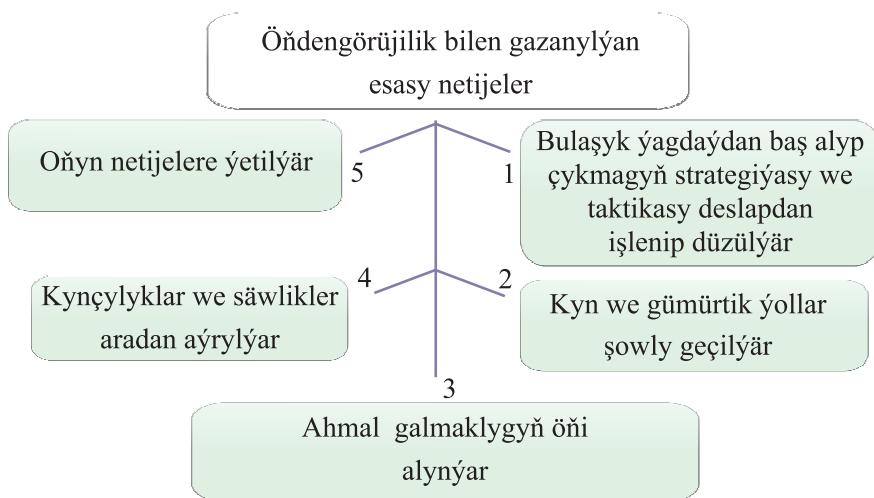 Öňdengörüjilik bilen gazanylýan
esasy netijeler
1
Bulaşyk ýagdaýdan baş alyp
çykmagyň strategiýasy we
taktikasy deslapdan
işlenip düzülýär
2
Kyn we gümürtik ýollar
şowly geçilýär
3
Ahmal galmaklygyň öňi
alynýar
4
Kynçylyklar we säwlikler
aradan aýrylýar
5
Oňyn netijelere ýetilýär